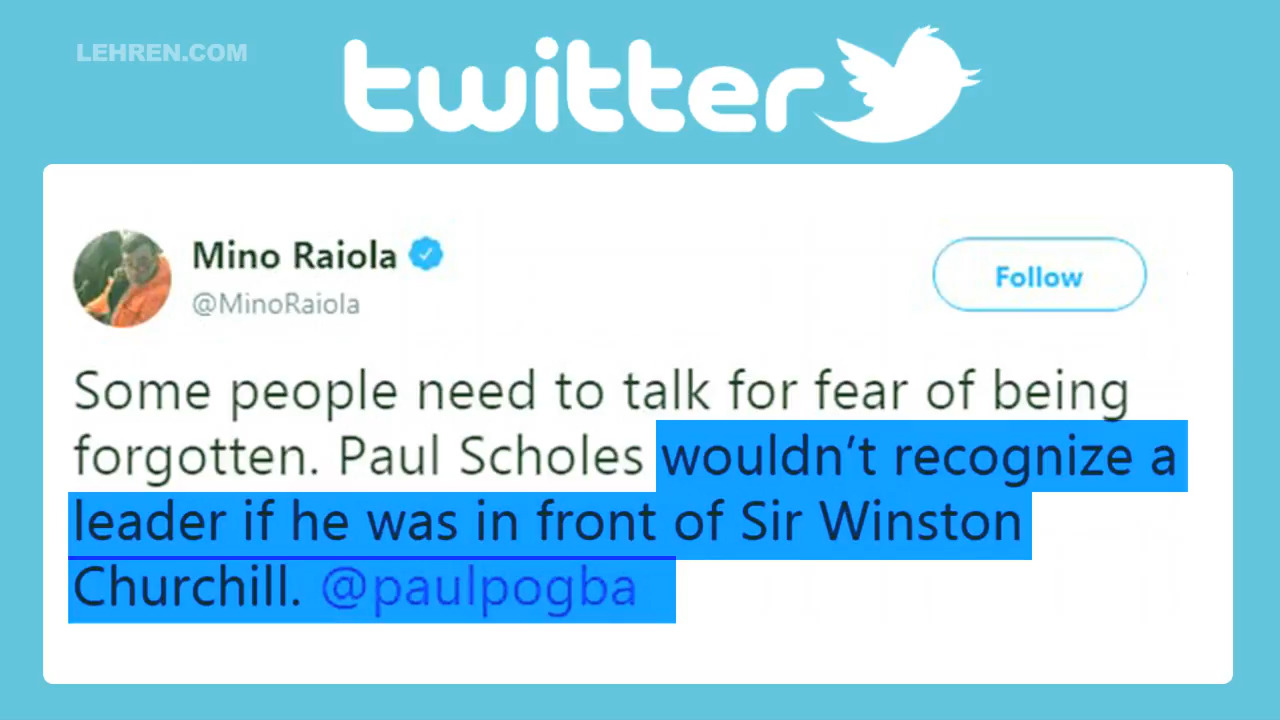 LEHREN.COM
twitter
Mino Raiola
@MinoRaiola
Follow
Some people need to talk for fear of being
forgotten. Paul Scholes wouldn’t recognize a
leader if he was in front of Sir Winston
Churchill. @paulpogba